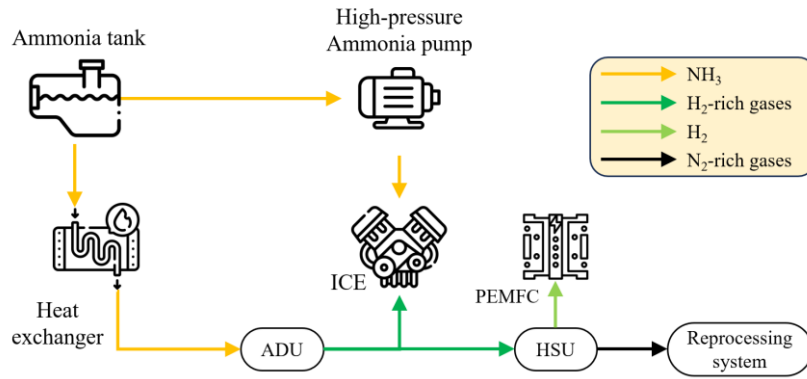 Ammonia tank
High-pressure
Ammonia pump
NH₃
H₂-rich gases
H₂
N₂-rich gases
Heat
exchanger
ICE
PEMFC
ADU
HSU
Reprocessing
system